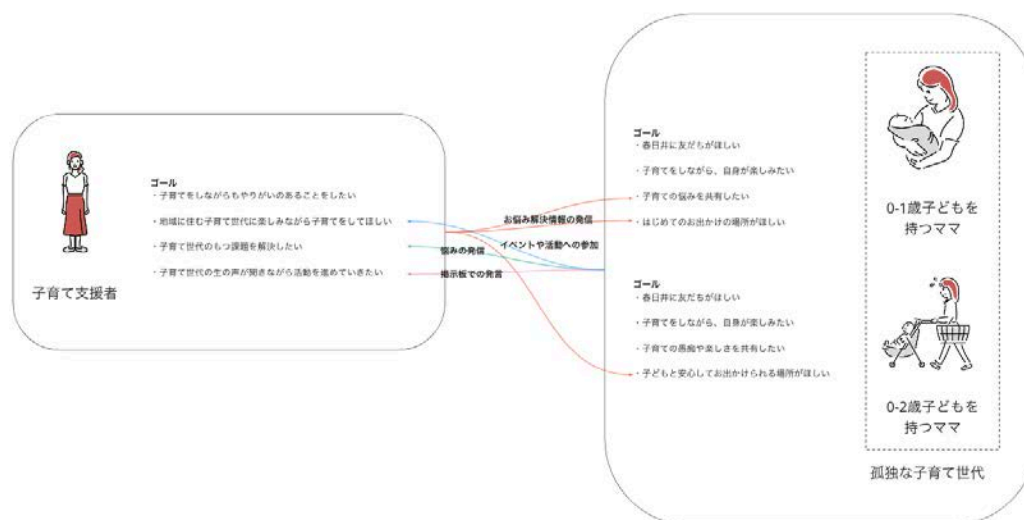 ゴール
・子育てをしながらもやりがいのあることをしたい
・地域に住む子育て世代に楽しみながら子育てをしてほしい
・子育て世代のもつ課題を解決したい
・子育て世代の生の声が聞きながら活動を進めていきたい
子育て支援者
お悩み解決情報の発信
イベントや活動への参加
悩みの発信
掲示板での発言
ゴール
・春日井に友だちがほしい
・子育てをしながら、自身が楽しみたい
・子育ての悩みを共有したい
・はじめてのお出かけの場所がほしい
0-1歳子どもを
持つママ
ゴール
・春日井に友だちがほしい
・子育てをしながら、自身が楽しみたい
・子育ての愚痴や楽しさを共有したい
・子どもと安心してお出かけられる場所がほしい
0-2歳子どもを
持つママ
孤独な子育て世代